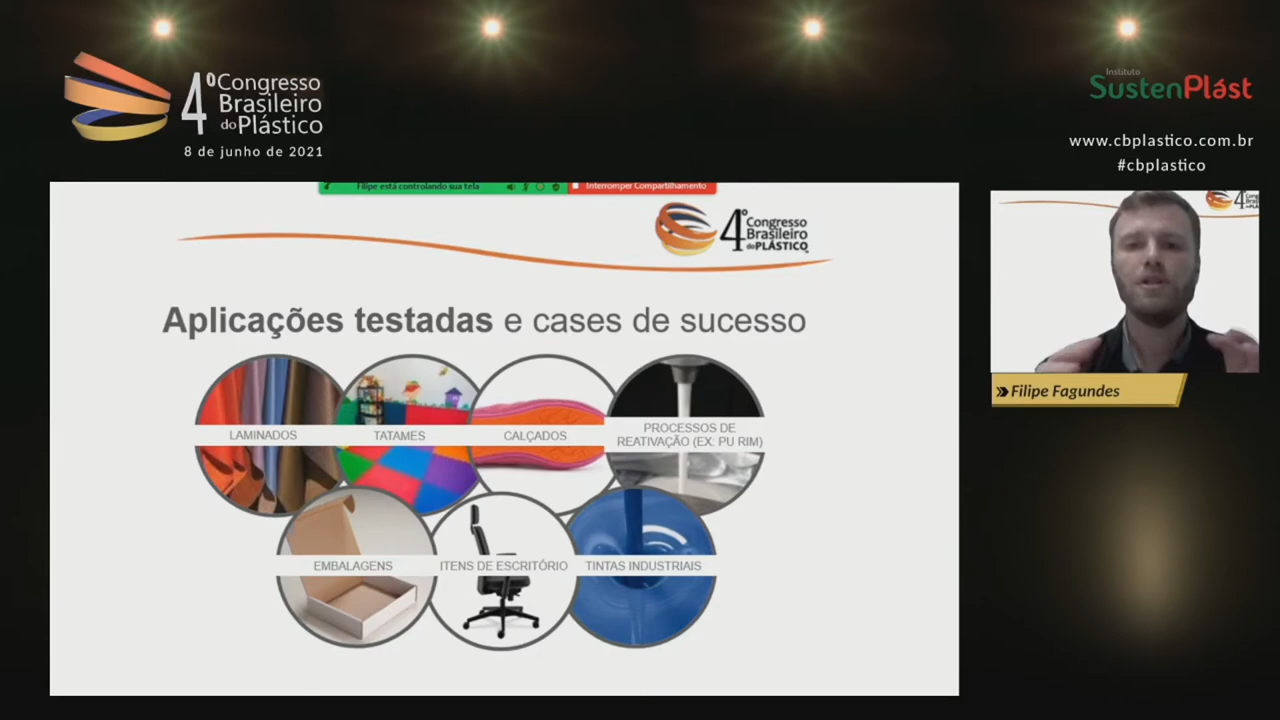 4º Congresso
Brasileiro
do Plástico
8 de junho de 2021
Instituto
SustenPlást
www.cbplastico.com.br
#cbplastico
Filipe está controlando sua tela
Interromper Compartilhamento
4º Congresso
Brasileiro
do PLÁSTICO
Aplicações testadas e cases de sucesso
LAMINADOS
TATAMES
CALÇADOS
PROCESSOS DE
REATIVAÇÃO (EX: PU RIM)
EMBALAGENS
ITENS DE ESCRITÓRIO
TINTAS INDUSTRIAIS
Filipe Fagundes